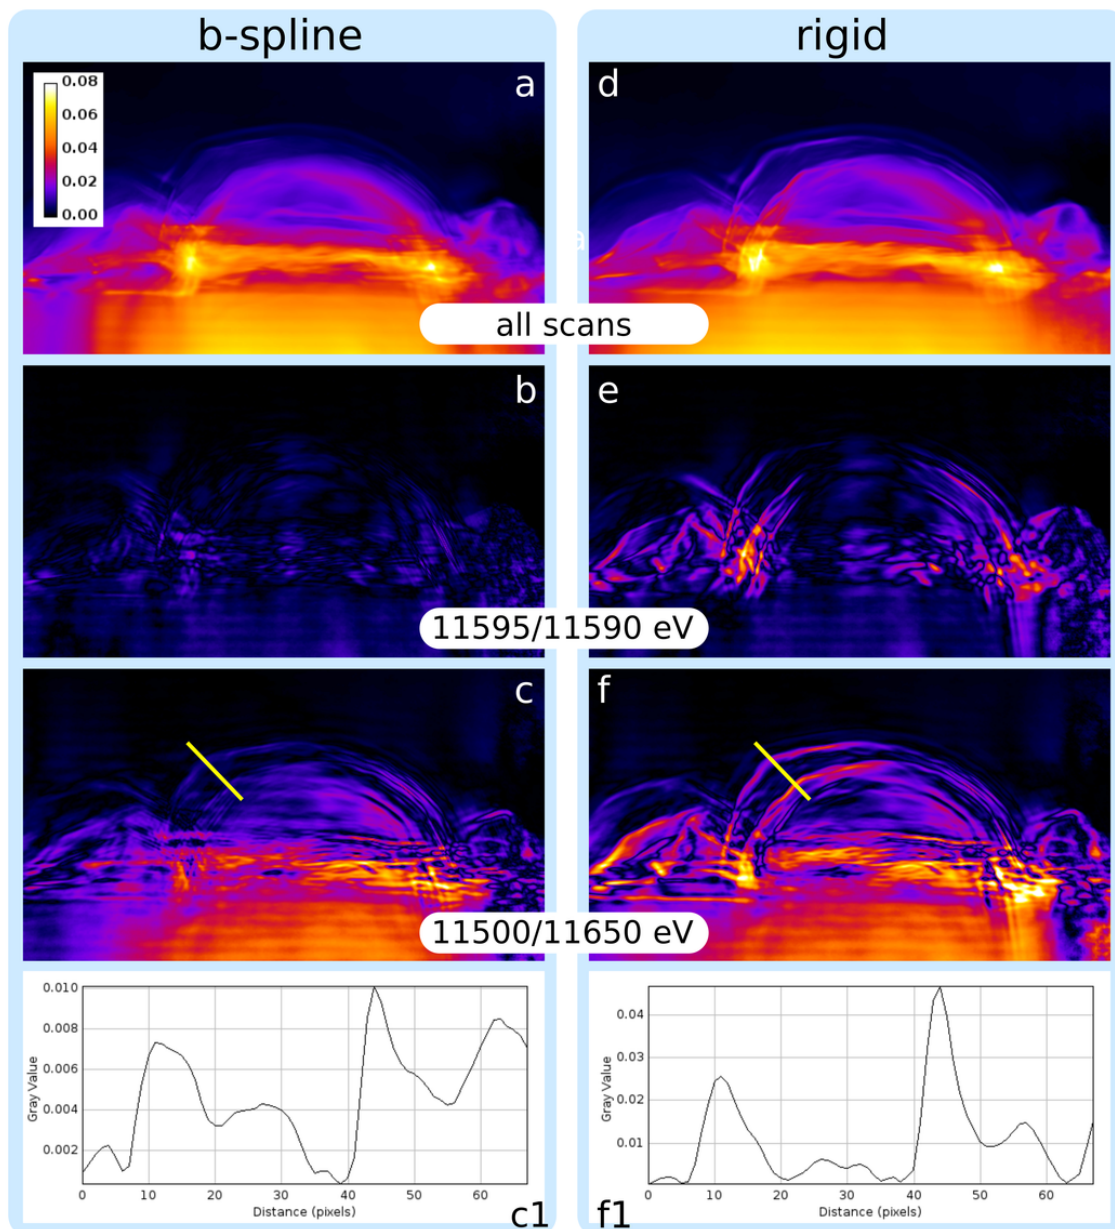 b-spline
rigid
a
d
0.08
0.06
0.04
0.02
0.00
a
all scans
b
e
11595/11590 eV
c
f
11500/11650 eV
0.010
0.008
0.006
0.004
0.002
Gray Value
0 10 20 30 40 50 60
Distance (pixels)
c1
0.04
0.03
0.02
0.01
Gray Value
0 10 20 30 40 50 60
Distance (pixels)
f1